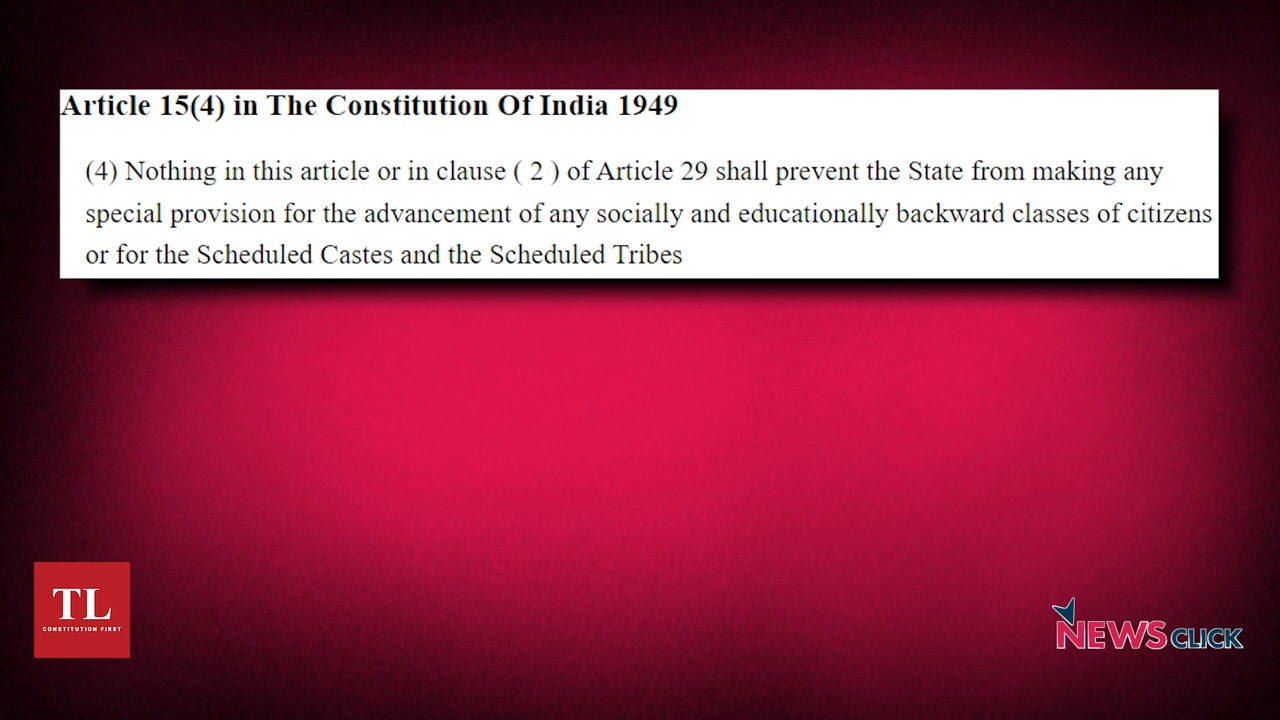 Article 15(4) in The Constitution Of India 1949
(4) Nothing in this article or in clause ( 2 ) of Article 29 shall prevent the State from making any
special provision for the advancement of any socially and educationally backward classes of citizens
or for the Scheduled Castes and the Scheduled Tribes
TL
CONSTITUTION FIRST
NEWSCLICK